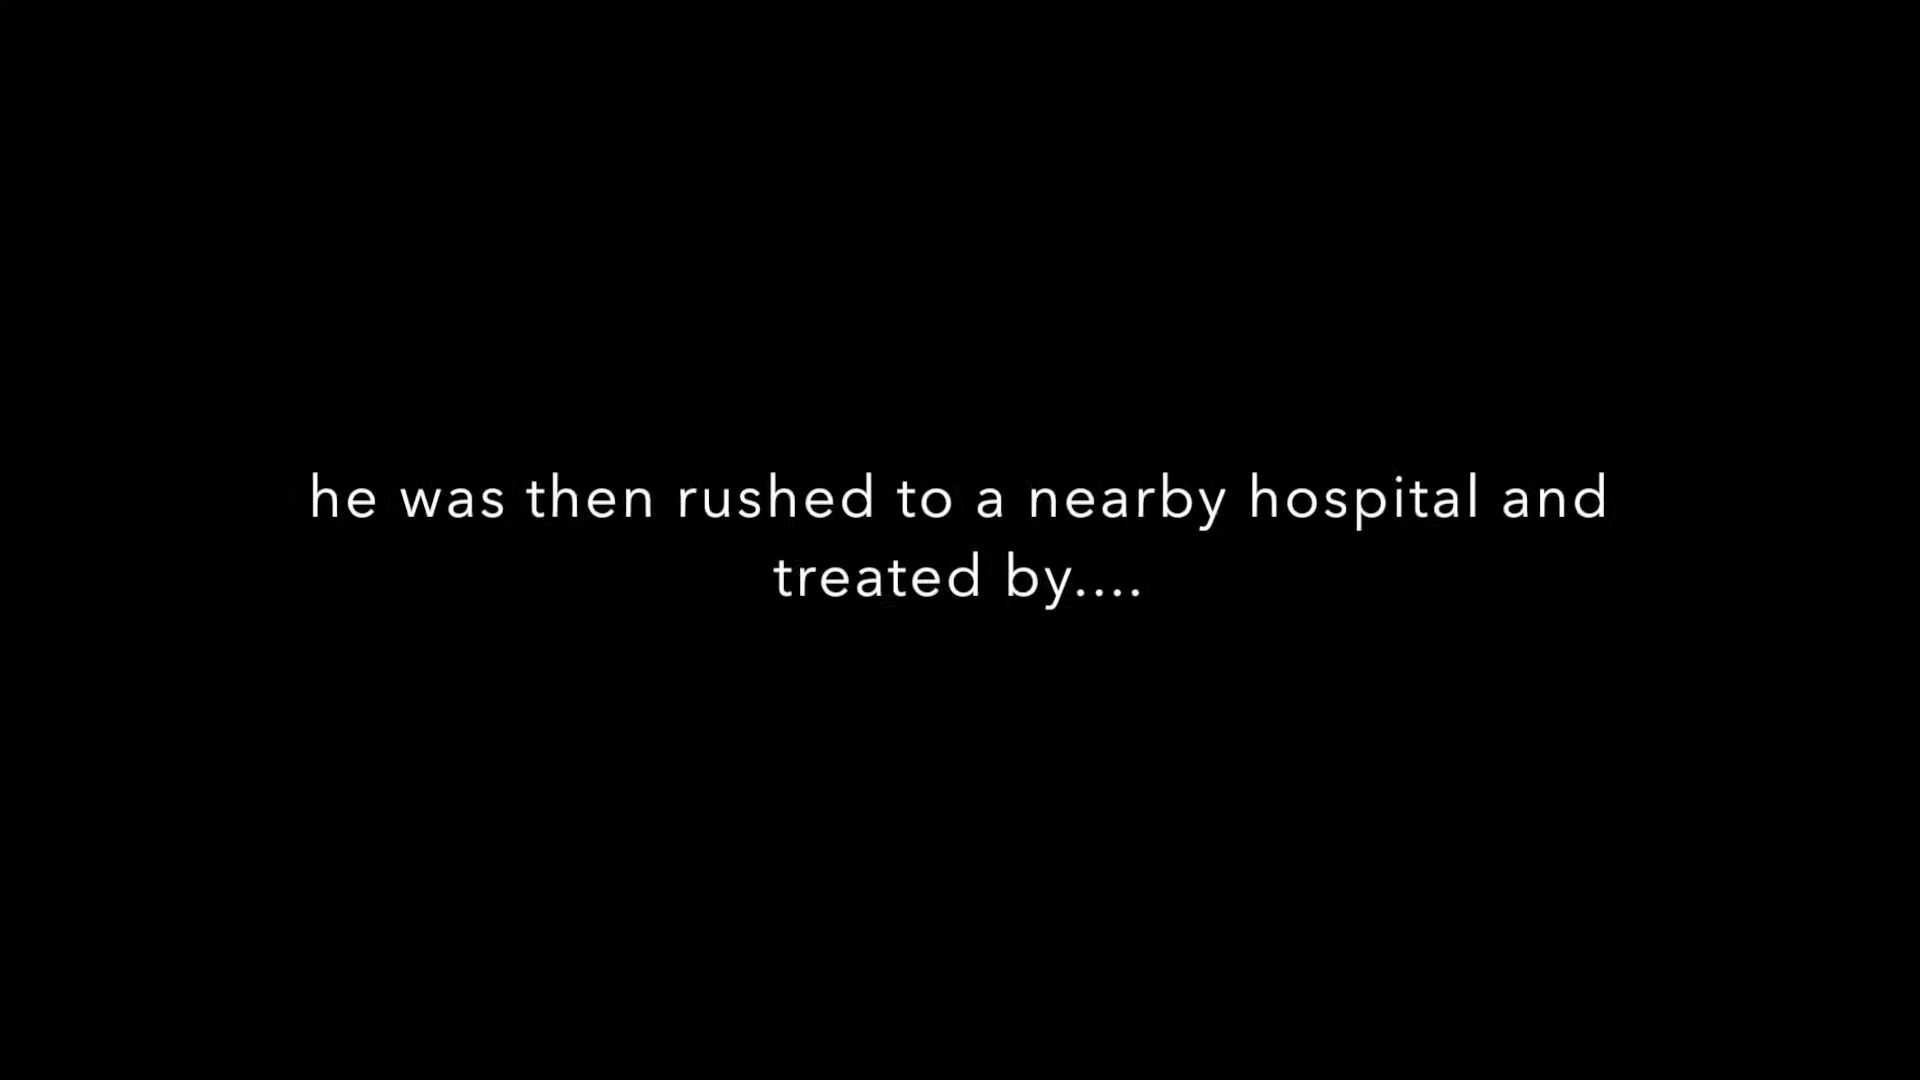 he was then rushed to a nearby hospital and
treated by....